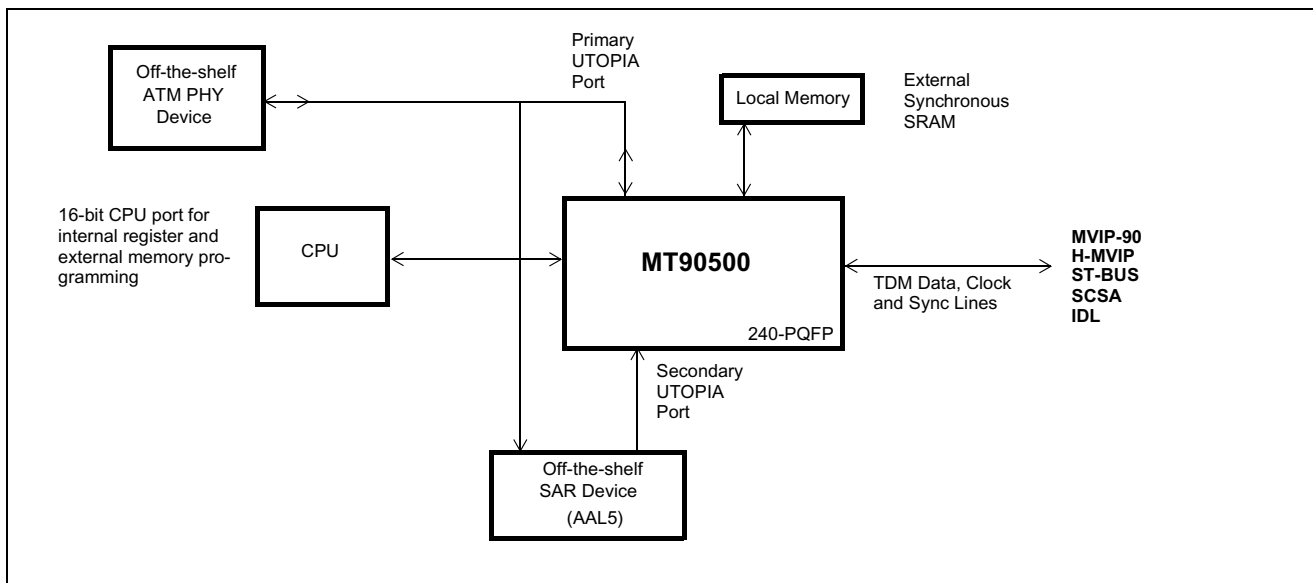 Off-the-shelf
ATM PHY
Device
Primary
UTOPIA
Port
Local Memory
External
Synchronous
SRAM
16-bit CPU port for
internal register and
external memory pro-
gramming
CPU
MT90500
240-PQFP
TDM Data, Clock
and Sync Lines
MVIP-90
H-MVIP
ST-BUS
SCSA
IDL
Secondary
UTOPIA
Port
Off-the-shelf
SAR Device
(AAL5)